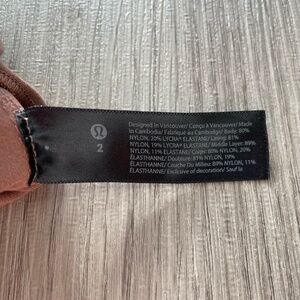 2
Designed in Vancouver/ Conçu à Vancouver/ Made
in Cambodia/ Fabriqué au Cambodge/ Body: 80%
NYLON, 20% LYCRA® ELASTANE/ Lining: 81%
NYLON, 19% LYCRA® ELASTANE/ Middle Layer: 89%
NYLON, 11% ELASTANE/ Corps: 80% NYLON, 20%
ÉLASTHANNE/ Doublure: 81% NYLON, 19%
ÉLASTHANNE/ Couche Du Milieu: 89% NYLON, 11%
ÉLASTHANNE/ Exclusive of decoration/ Sauf la